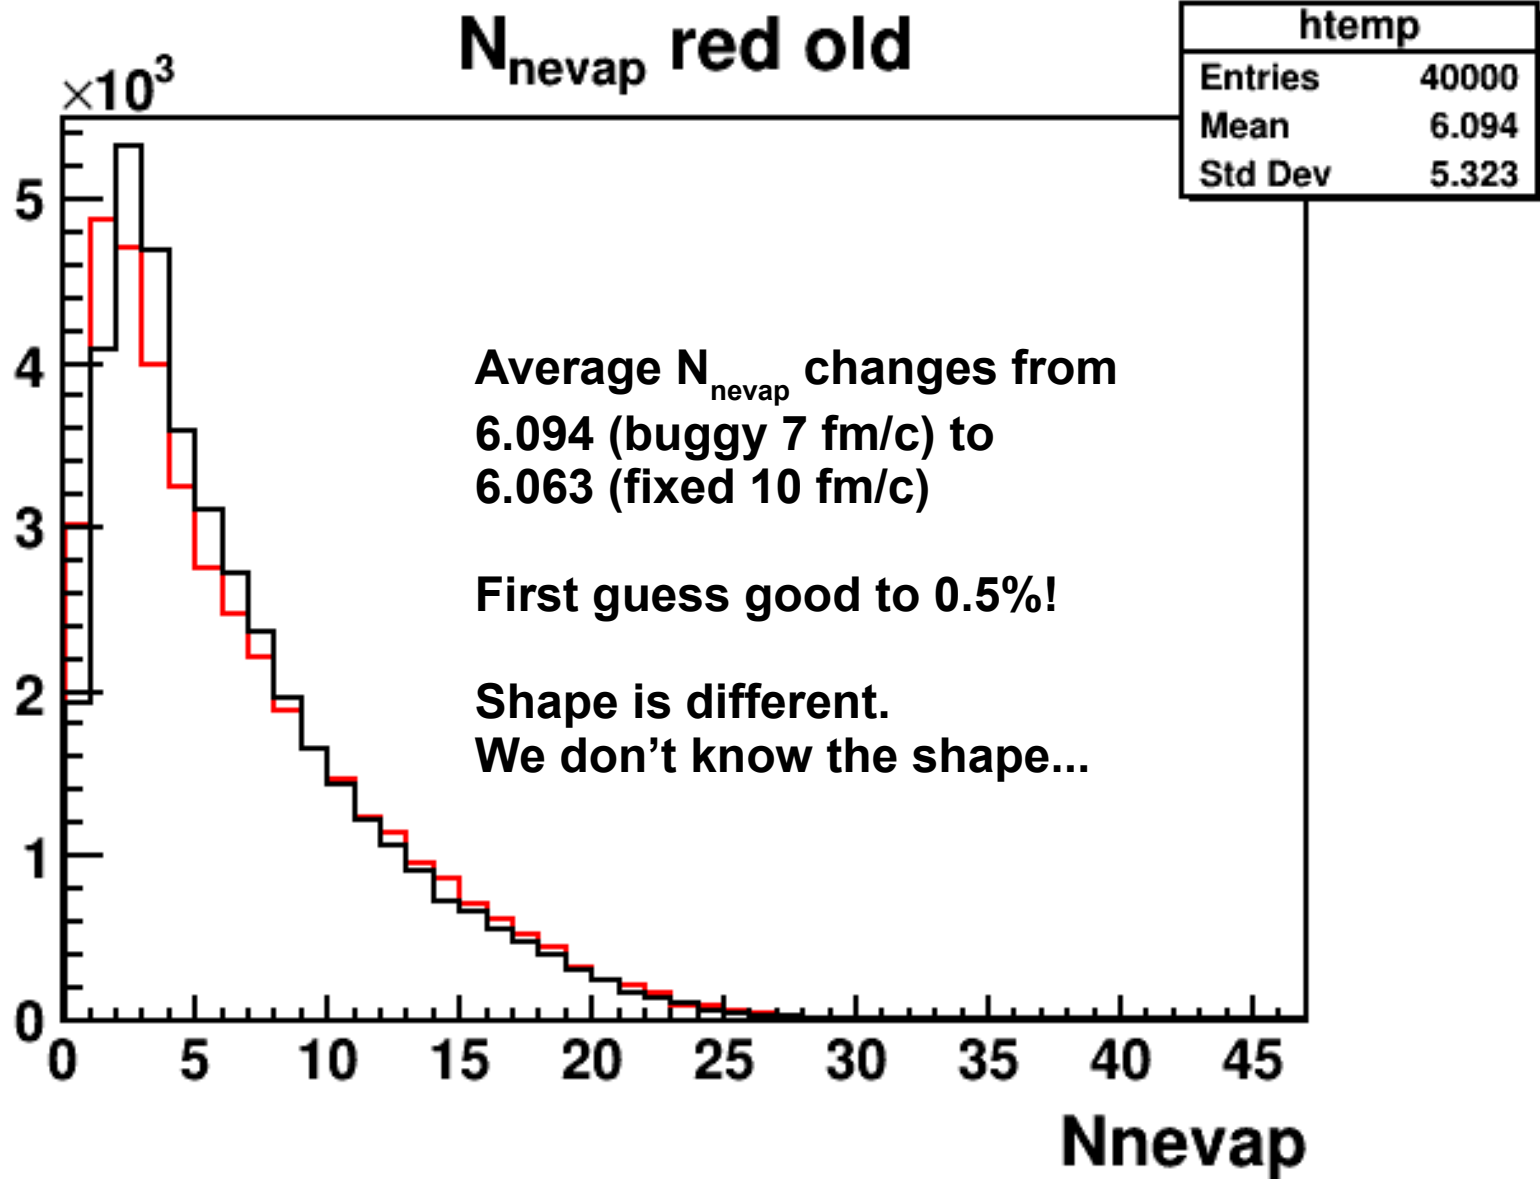 N_nevap red old
htemp
Entries 40000
Mean 6.094
Std Dev 5.323
×10³
5
4
3
2
1
0
Average N_nevap changes from
6.094 (buggy 7 fm/c) to
6.063 (fixed 10 fm/c)
First guess good to 0.5%!
Shape is different.
We don’t know the shape...
0 5 10 15 20 25 30 35 40 45
Nnevap